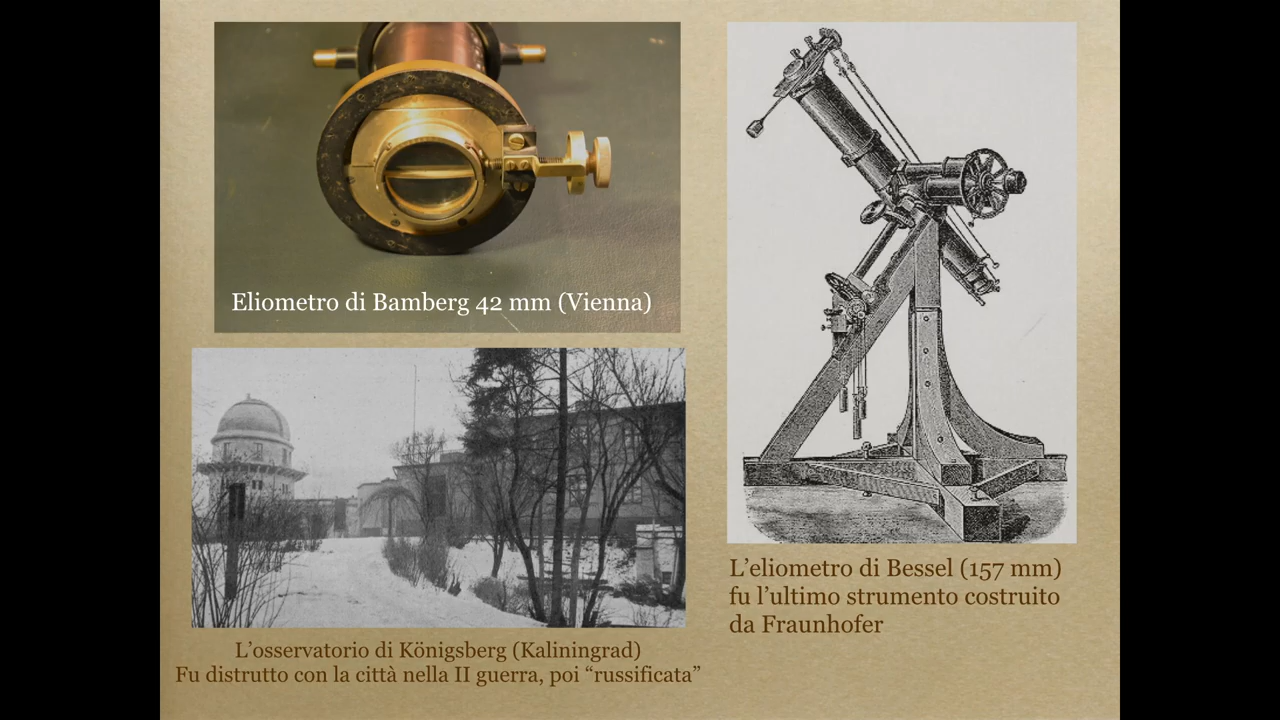 Eliometro di Bamberg 42 mm (Vienna)
L’eliometro di Bessel (157 mm)
fu l’ultimo strumento costruito
da Fraunhofer
L’osservatorio di Königsberg (Kaliningrad)
Fu distrutto con la città nella II guerra, poi “russificata”